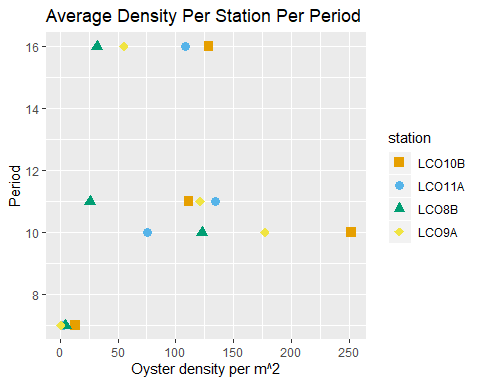 Average Density Per Station Per Period
16
14
12
10
8
Period
0 50 100 150 200 250
Oyster density per m^2
station
LCO10B
LCO11A
LCO8B
LCO9A